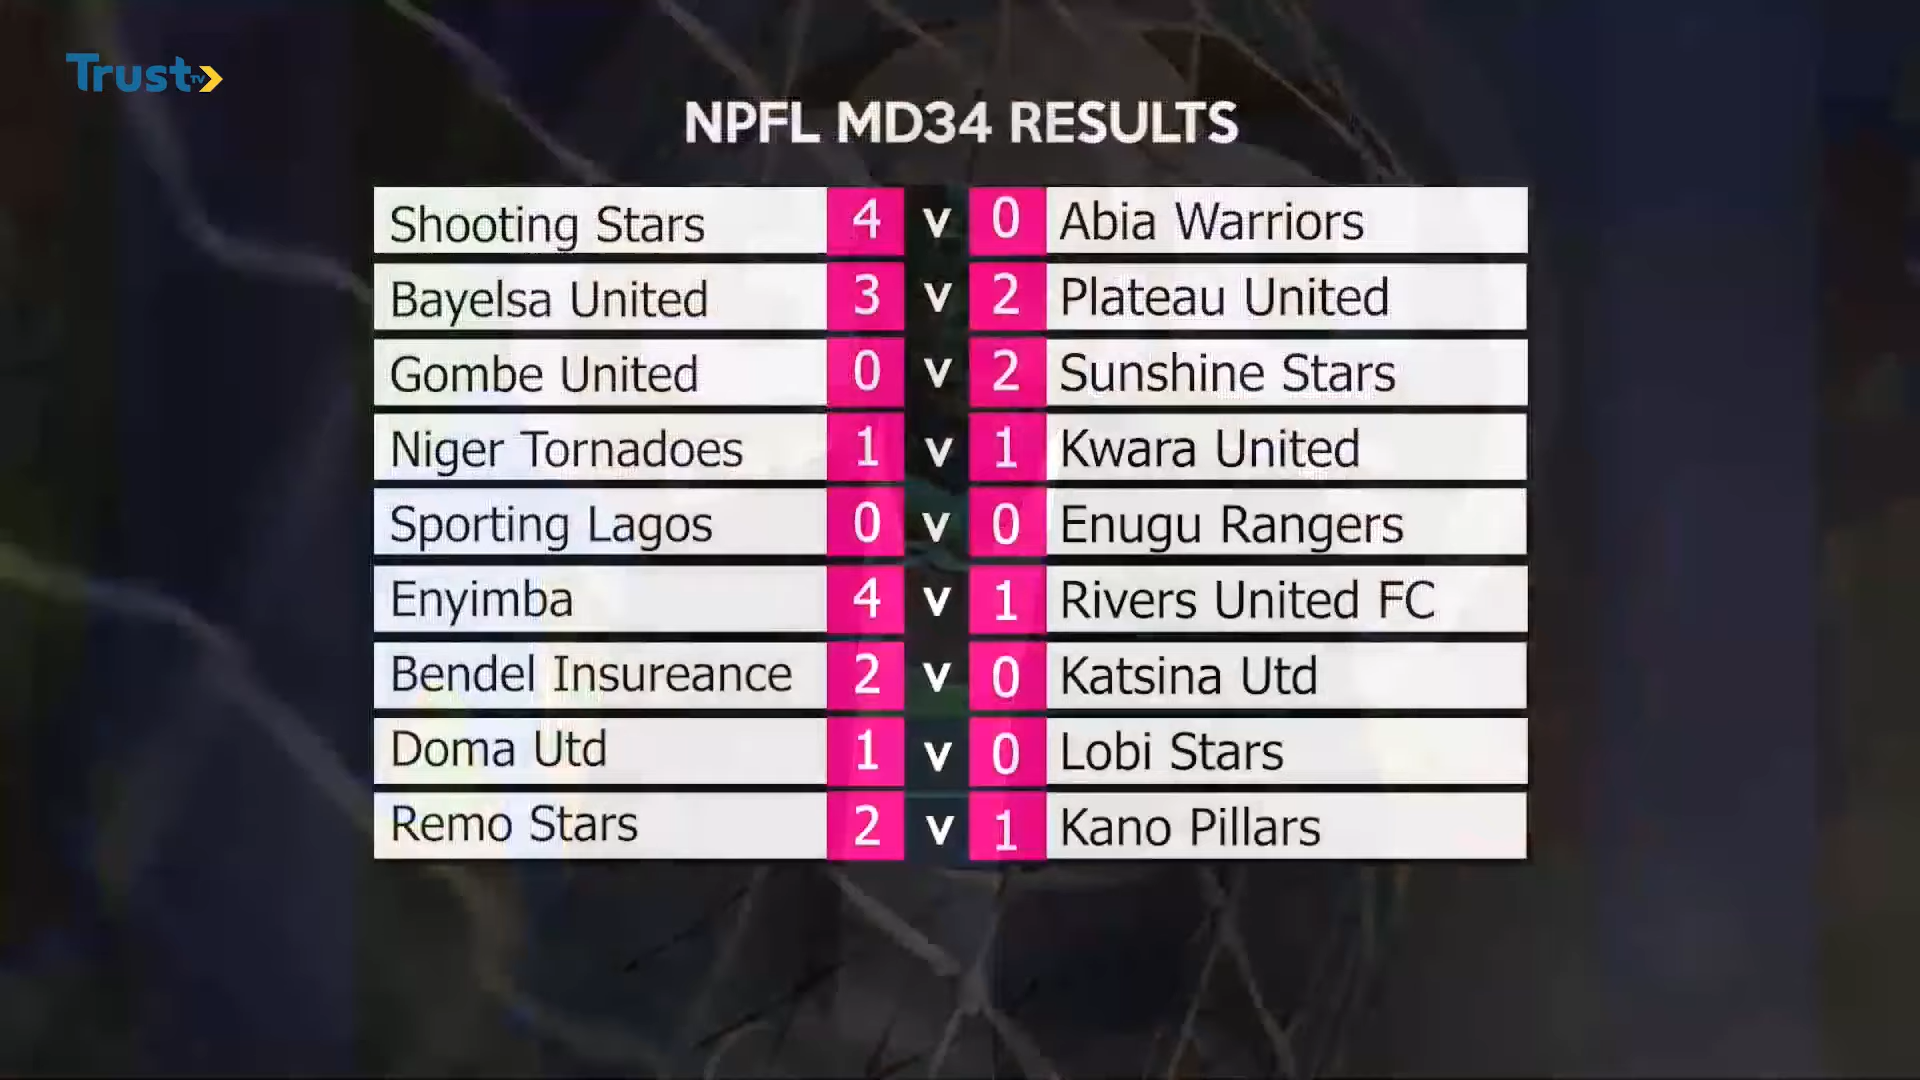 Trust TV
NPFL MD34 RESULTS
Shooting Stars 4 v 0 Abia Warriors
Bayelsa United 3 v 2 Plateau United
Gombe United 0 v 2 Sunshine Stars
Niger Tornadoes 1 v 1 Kwara United
Sporting Lagos 0 v 0 Enugu Rangers
Enyimba 4 v 1 Rivers United FC
Bendel Insureance 2 v 0 Katsina Utd
Doma Utd 1 v 0 Lobi Stars
Remo Stars 2 v 1 Kano Pillars